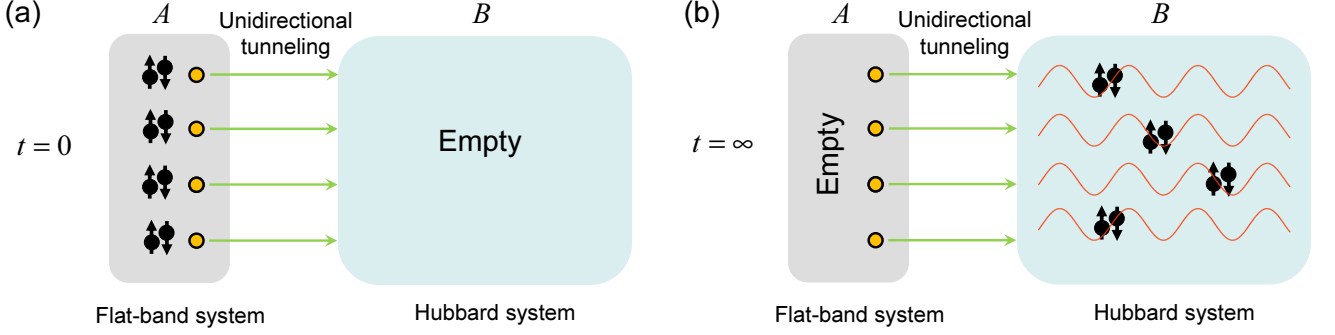 (a)
A
Unidirectional
tunneling
B
t = 0
Empty
Flat-band system
Hubbard system
(b)
A
Unidirectional
tunneling
B
t = ∞
Empty
Flat-band system
Hubbard system